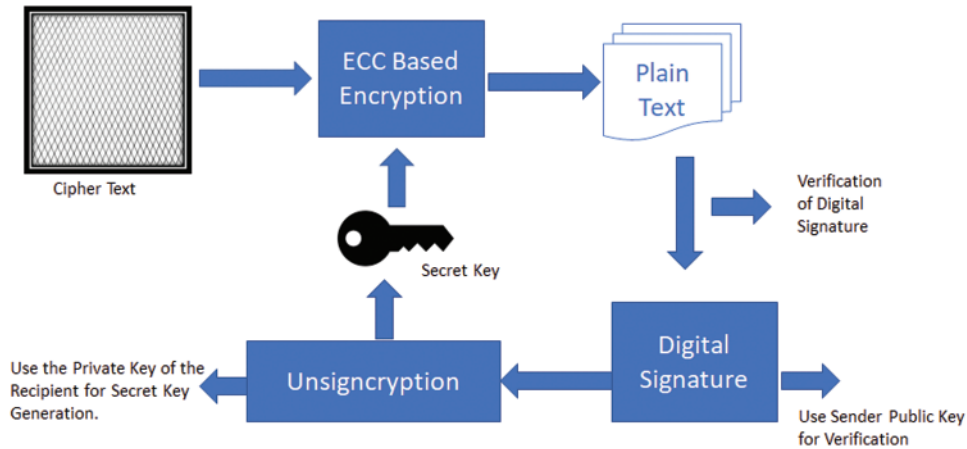 ECC Based
Encryption
Plain
Text
Cipher Text
Verification
of Digital
Signature
Secret Key
Digital
Signature
Unsigncryption
Use the Private Key of the
Recipient for Secret Key
Generation.
Use Sender Public Key
for Verification